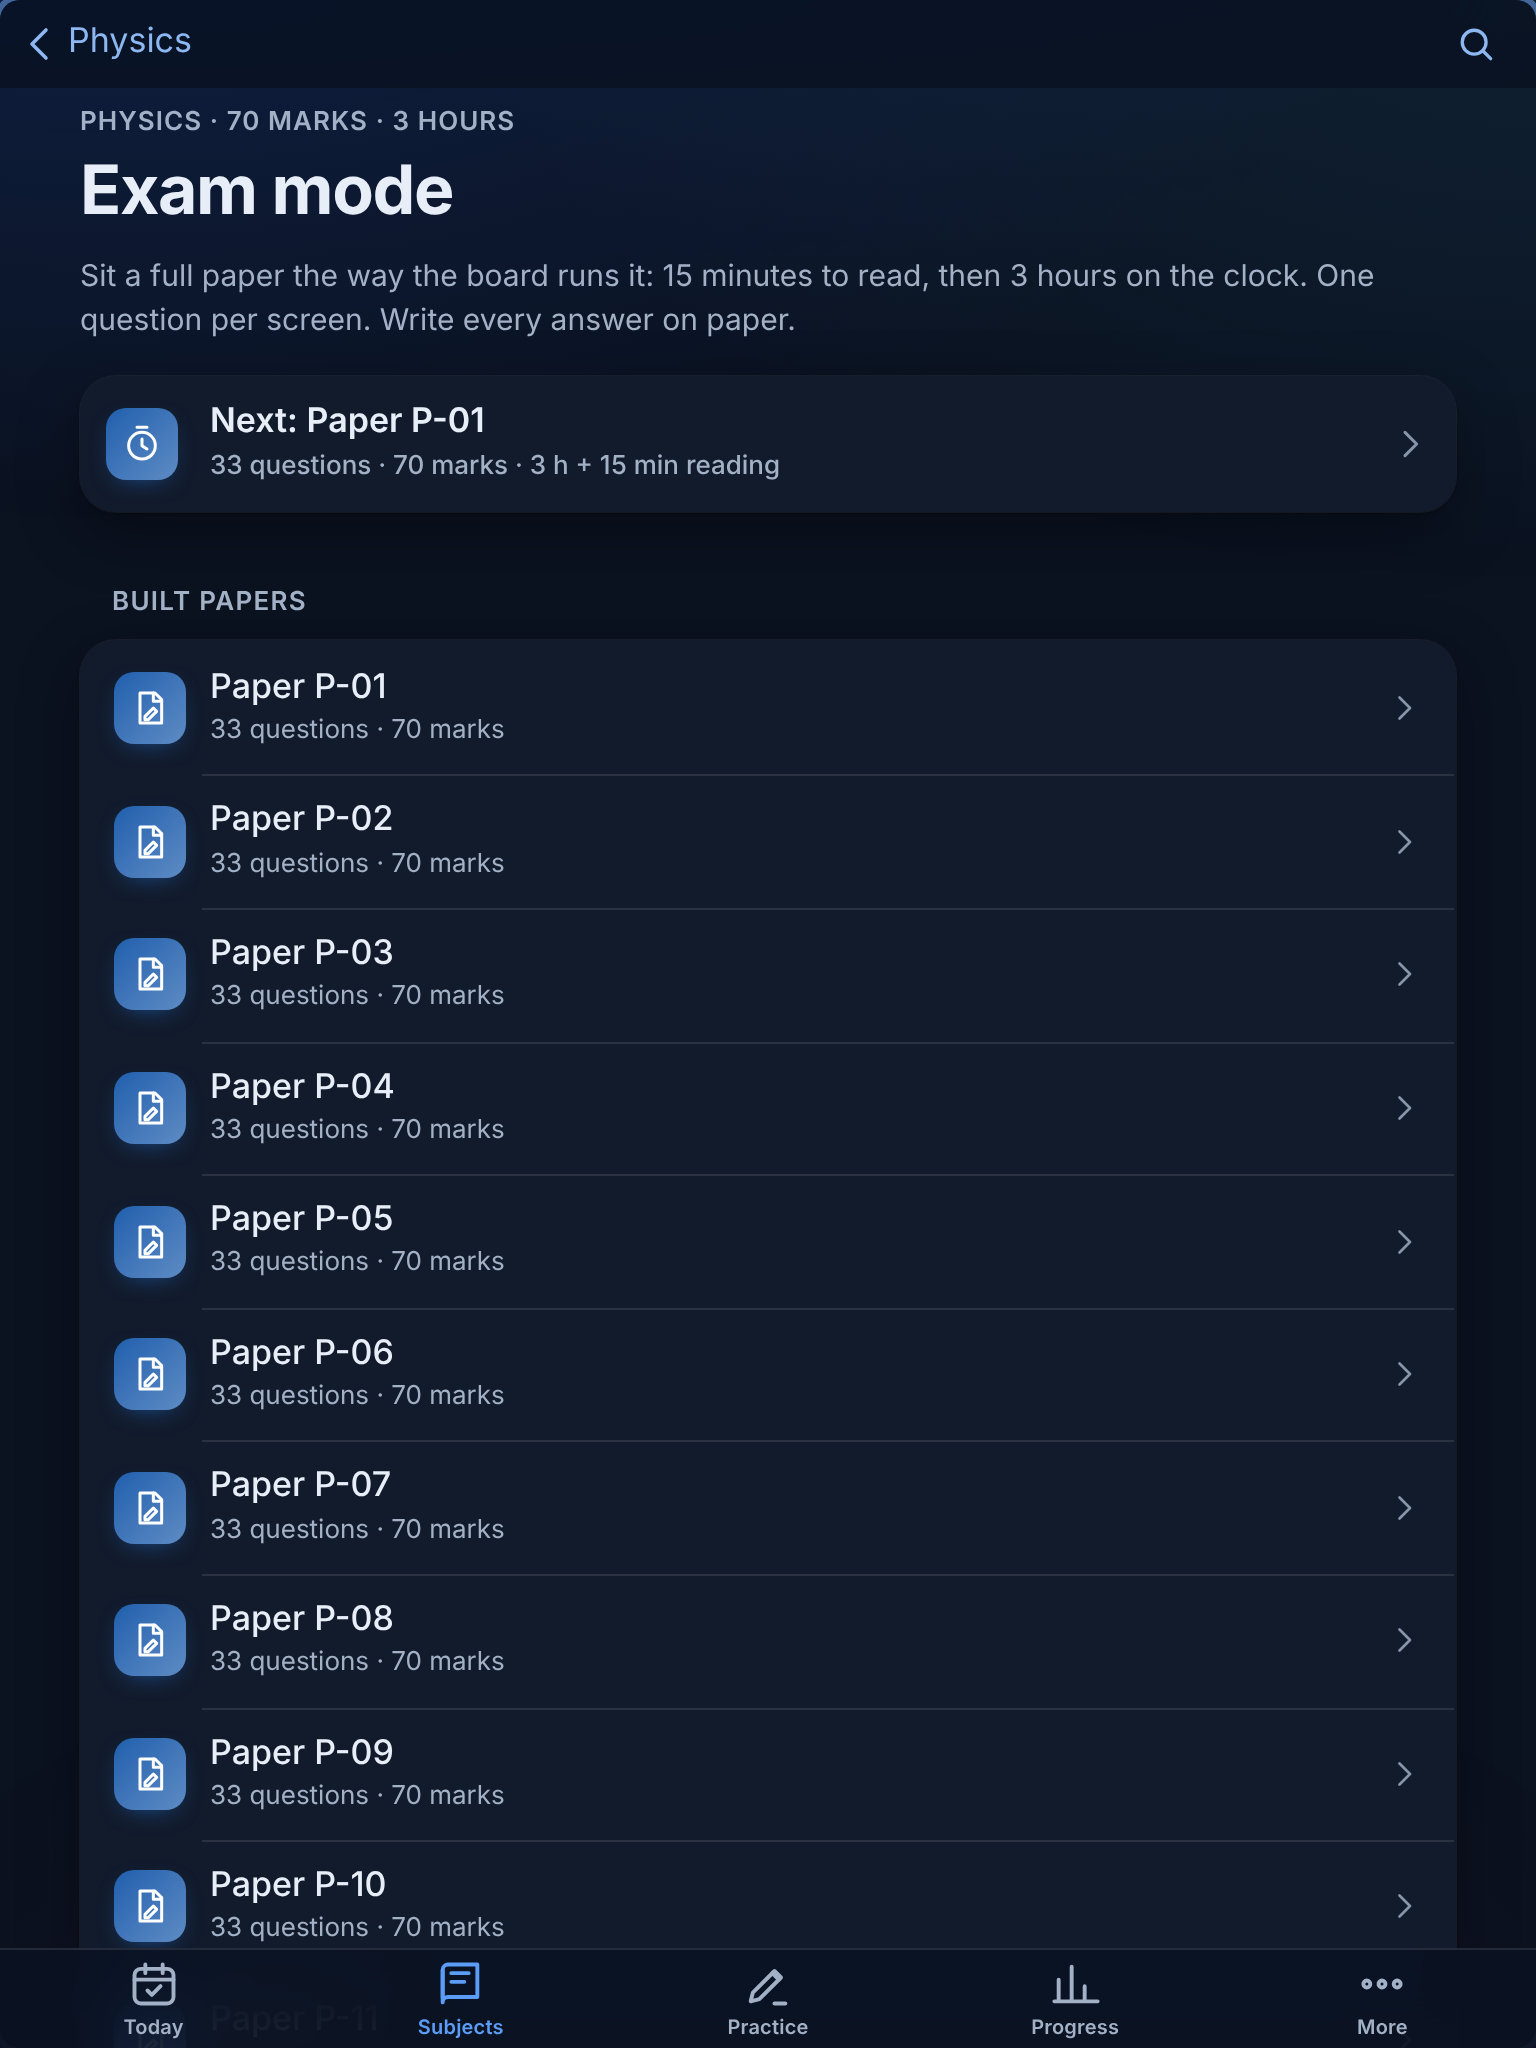 Physics
PHYSICS · 70 MARKS · 3 HOURS
Exam mode
Sit a full paper the way the board runs it: 15 minutes to read, then 3 hours on the clock. One
question per screen. Write every answer on paper.
Next: Paper P-01
33 questions · 70 marks · 3 h + 15 min reading
BUILT PAPERS
Paper P-01
33 questions · 70 marks
Paper P-02
33 questions · 70 marks
Paper P-03
33 questions · 70 marks
Paper P-04
33 questions · 70 marks
Paper P-05
33 questions · 70 marks
Paper P-06
33 questions · 70 marks
Paper P-07
33 questions · 70 marks
Paper P-08
33 questions · 70 marks
Paper P-09
33 questions · 70 marks
Paper P-10
33 questions · 70 marks
Paper P-11
Today
Subjects
Practice
Progress
More